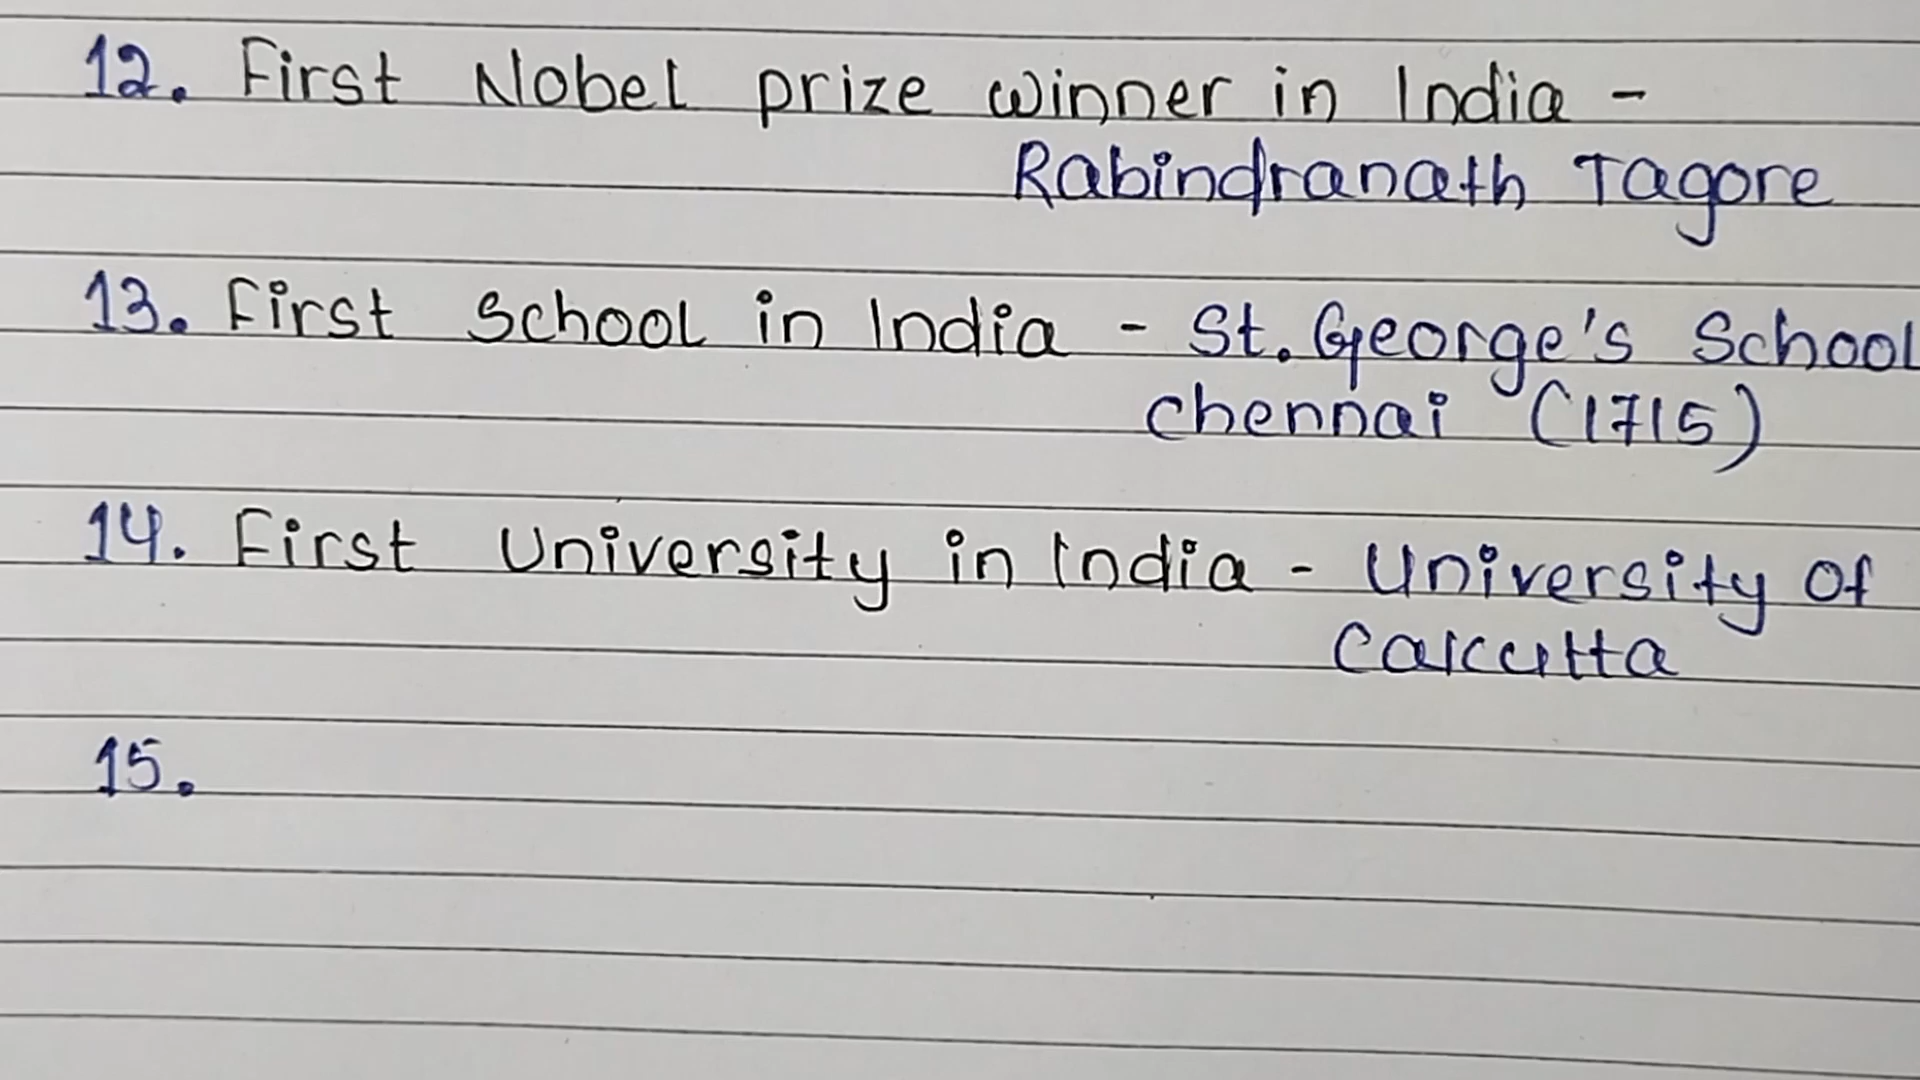 12. First Nobel prize winner in India -
Rabindranath Tagore
13. First School in India - St. George's School
Chennai (1715)
14. First University in India - University of
Calcutta
15.